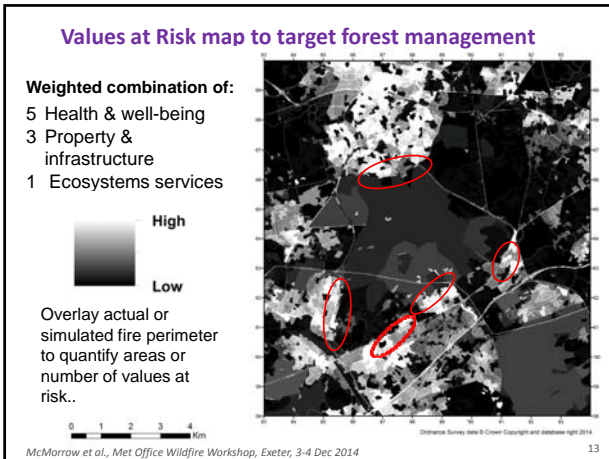 Values at Risk map to target forest management
Weighted combination of:
5 Health & well-being
3 Property &
infrastructure
1 Ecosystems services
High
Low
Overlay actual or
simulated fire perimeter
to quantify areas or
number of values at
risk..
0 1 2 3 4
Km
Ordnance Survey data © Crown Copyright and database right 2014
McMorrow et al., Met Office Wildfire Workshop, Exeter, 3-4 Dec 2014
13